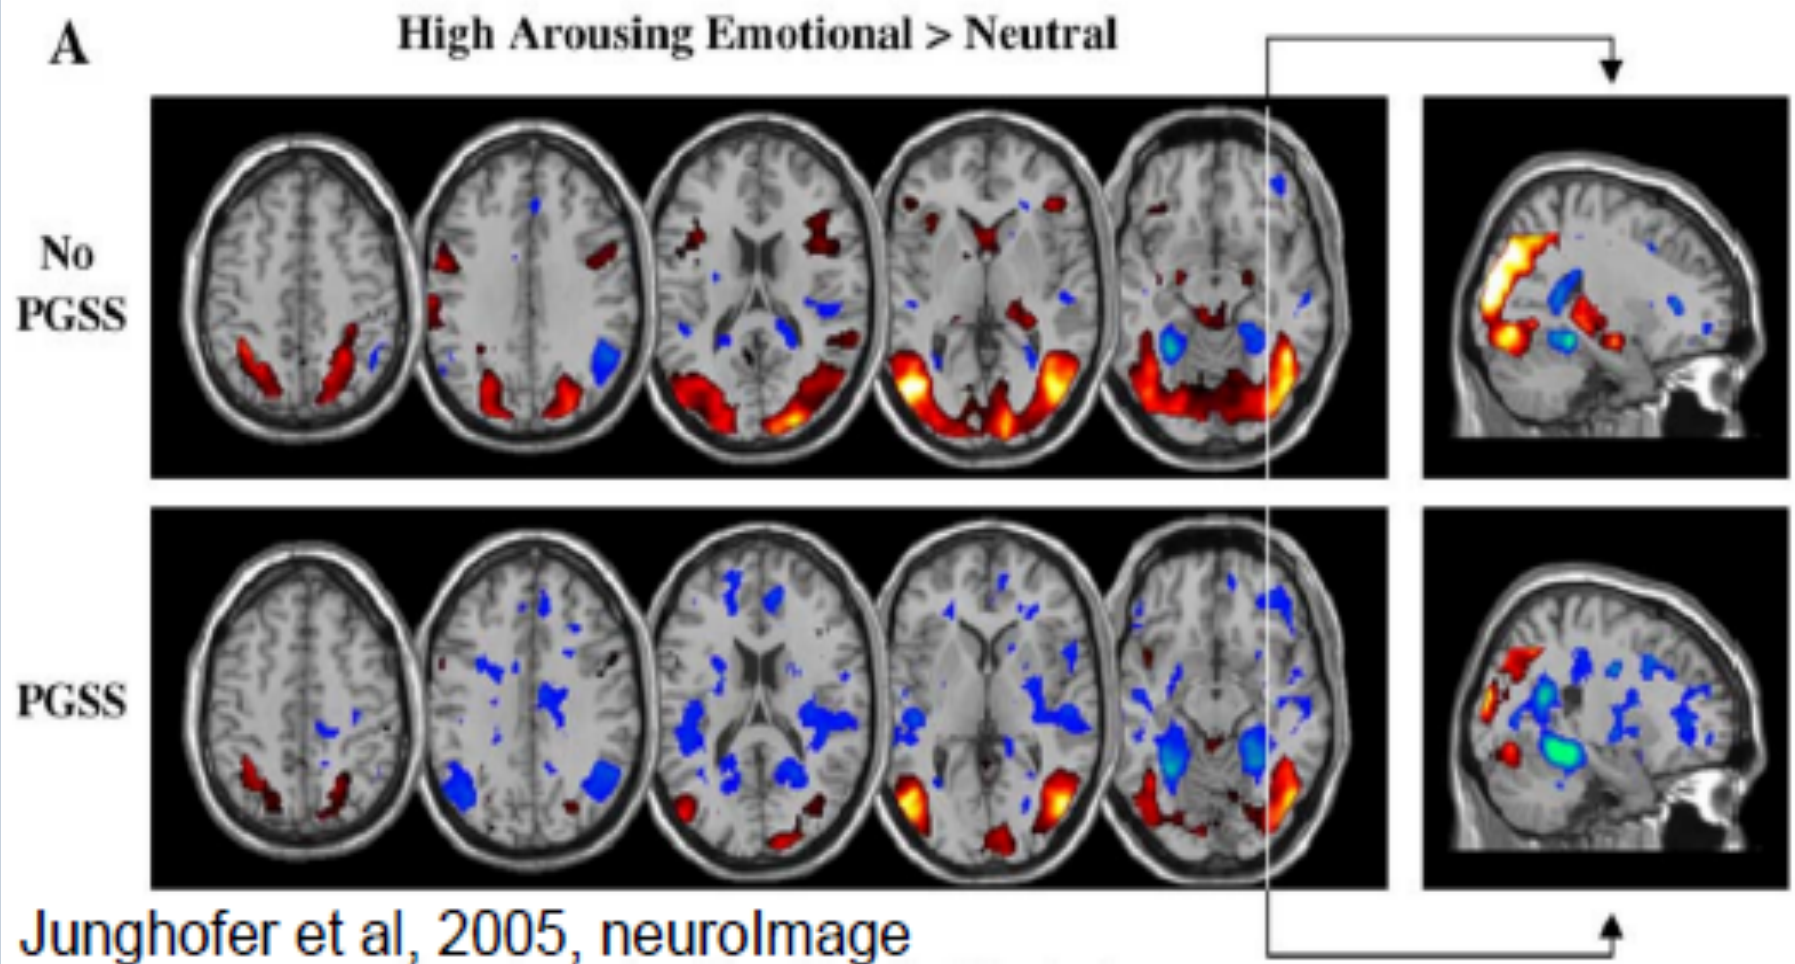 A
High Arousing Emotional > Neutral
No
PGSS
PGSS
Junghofer et al, 2005, neuroImage